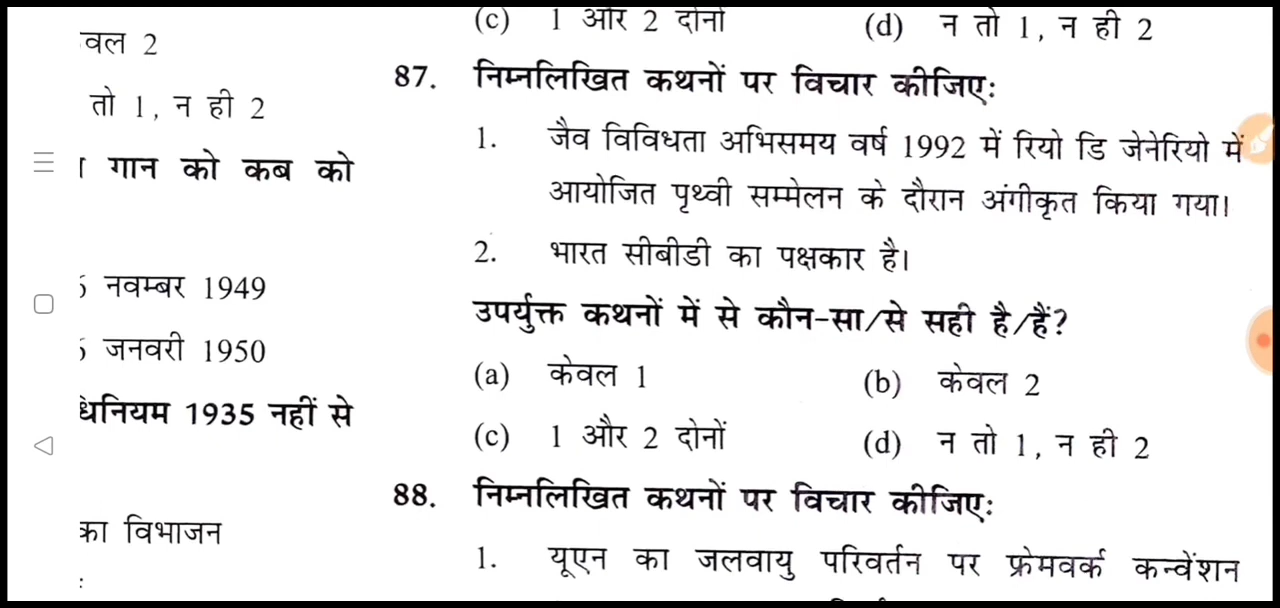 वल 2
तो 1, न ही 2
गान को कब को
नवम्बर 1949
जनवरी 1950
धिनियम 1935 नहीं से
का विभाजन
:
(c) 1 और 2 दोनों (d) न तो 1, न ही 2
87. निम्नलिखित कथनों पर विचार कीजिए:
1. जैव विविधता अभिसमय वर्ष 1992 में रियो डि जेनेरियो में
आयोजित पृथ्वी सम्मेलन के दौरान अंगीकृत किया गया।
2. भारत सीबीडी का पक्षकार है।
उपर्युक्त कथनों में से कौन-सा/से सही है/हैं?
(a) केवल 1 (b) केवल 2
(c) 1 और 2 दोनों (d) न तो 1, न ही 2
88. निम्नलिखित कथनों पर विचार कीजिए:
1. यूएन का जलवायु परिवर्तन पर फ्रेमवर्क कन्वेंशन